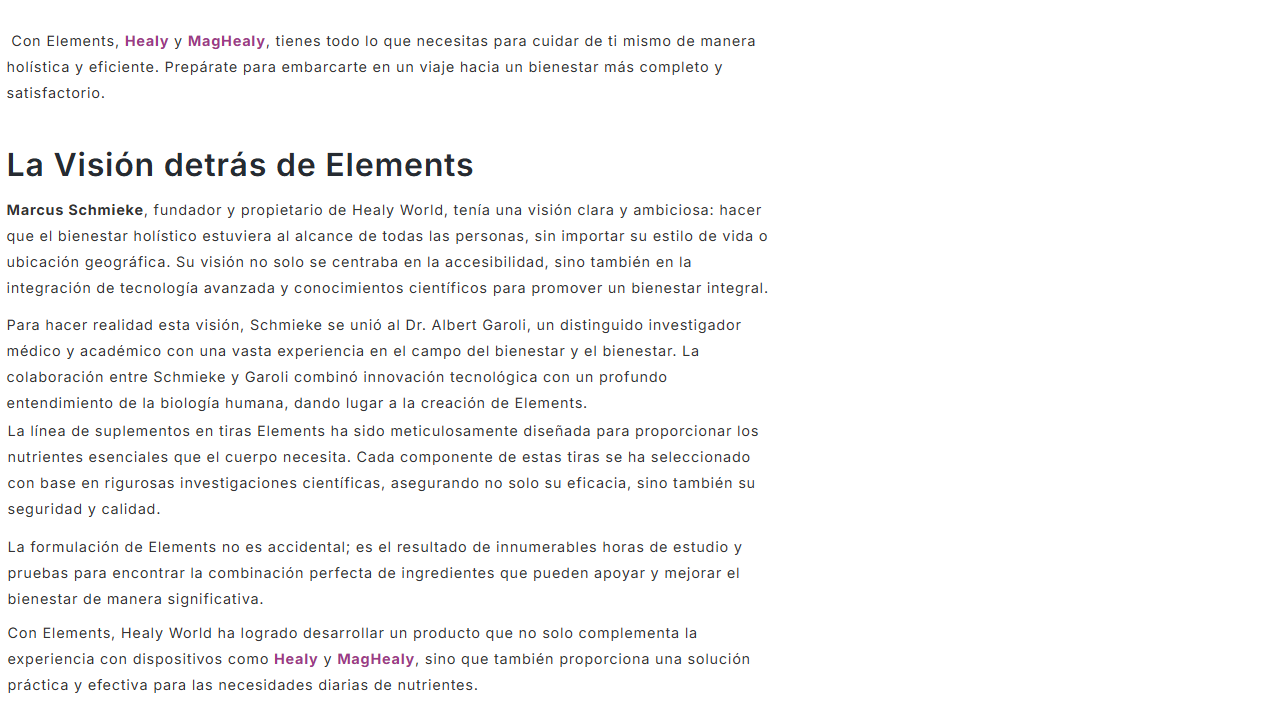 Con Elements, Healy y MagHealy, tienes todo lo que necesitas para cuidar de ti mismo de manera
holística y eficiente. Prepárate para embarcarte en un viaje hacia un bienestar más completo y
satisfactorio.
La Visión detrás de Elements
Marcus Schmieke, fundador y propietario de Healy World, tenía una visión clara y ambiciosa: hacer
que el bienestar holístico estuviera al alcance de todas las personas, sin importar su estilo de vida o
ubicación geográfica. Su visión no solo se centraba en la accesibilidad, sino también en la
integración de tecnología avanzada y conocimientos científicos para promover un bienestar integral.
Para hacer realidad esta visión, Schmieke se unió al Dr. Albert Garoli, un distinguido investigador
médico y académico con una vasta experiencia en el campo del bienestar y el bienestar. La
colaboración entre Schmieke y Garoli combinó innovación tecnológica con un profundo
entendimiento de la biología humana, dando lugar a la creación de Elements.
La línea de suplementos en tiras Elements ha sido meticulosamente diseñada para proporcionar los
nutrientes esenciales que el cuerpo necesita. Cada componente de estas tiras se ha seleccionado
con base en rigurosas investigaciones científicas, asegurando no solo su eficacia, sino también su
seguridad y calidad.
La formulación de Elements no es accidental; es el resultado de innumerables horas de estudio y
pruebas para encontrar la combinación perfecta de ingredientes que pueden apoyar y mejorar el
bienestar de manera significativa.
Con Elements, Healy World ha logrado desarrollar un producto que no solo complementa la
experiencia con dispositivos como Healy y MagHealy, sino que también proporciona una solución
práctica y efectiva para las necesidades diarias de nutrientes.